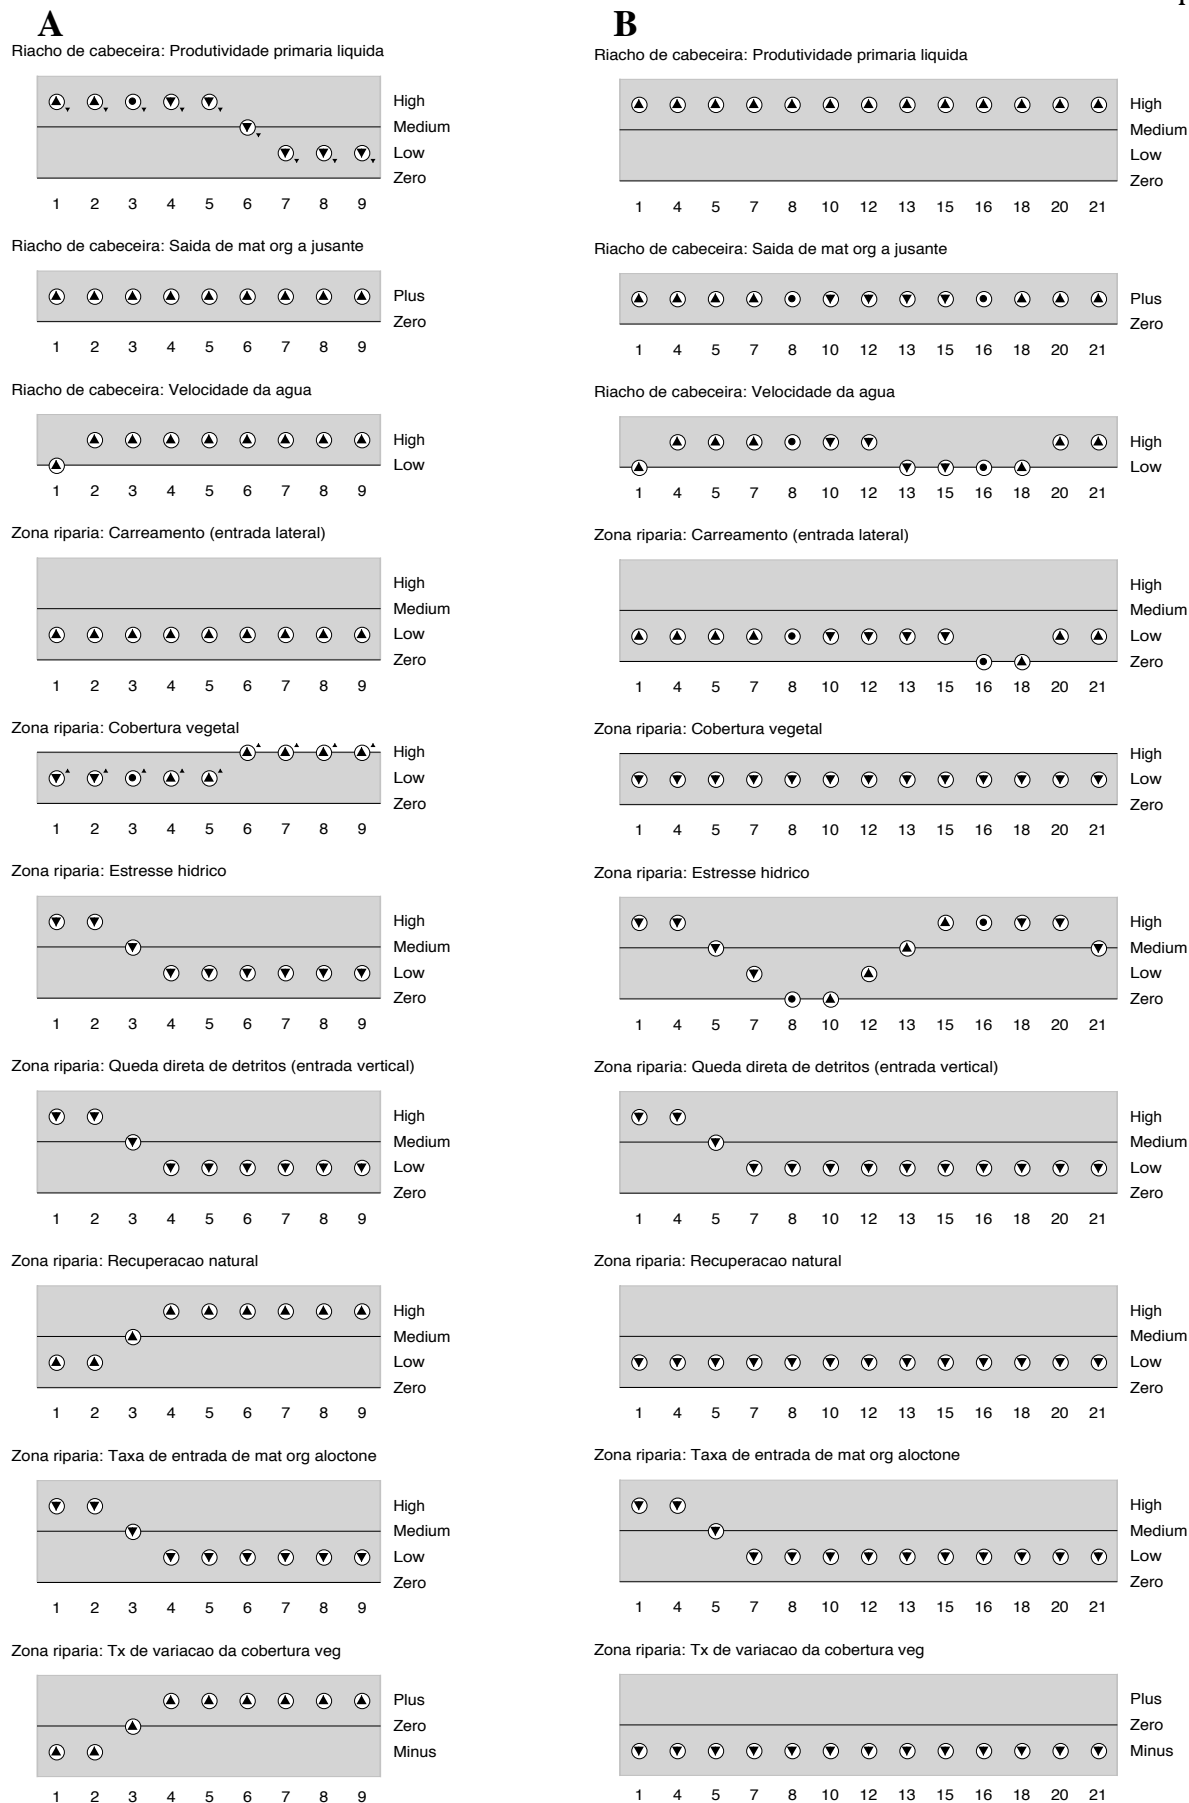 A
Riacho de cabeceira: Produtividade primaria liquida
High
Medium
Low
Zero
1 2 3 4 5 6 7 8 9
Riacho de cabeceira: Saida de mat org a jusante
Plus
Zero
1 2 3 4 5 6 7 8 9
Riacho de cabeceira: Velocidade da agua
High
Low
1 2 3 4 5 6 7 8 9
Zona riparia: Carreamento (entrada lateral)
High
Medium
Low
Zero
1 2 3 4 5 6 7 8 9
Zona riparia: Cobertura vegetal
High
Low
Zero
1 2 3 4 5 6 7 8 9
Zona riparia: Estresse hidrico
High
Medium
Low
Zero
1 2 3 4 5 6 7 8 9
Zona riparia: Queda direta de detritos (entrada vertical)
High
Medium
Low
Zero
1 2 3 4 5 6 7 8 9
Zona riparia: Recuperacao natural
High
Medium
Low
Zero
1 2 3 4 5 6 7 8 9
Zona riparia: Taxa de entrada de mat org aloctone
High
Medium
Low
Zero
1 2 3 4 5 6 7 8 9
Zona riparia: Tx de variacao da cobertura veg
Plus
Zero
Minus
1 2 3 4 5 6 7 8 9
B
Riacho de cabeceira: Produtividade primaria liquida
High
Medium
Low
Zero
1 4 5 7 8 10 12 13 15 16 18 20 21
Riacho de cabeceira: Saida de mat org a jusante
Plus
Zero
1 4 5 7 8 10 12 13 15 16 18 20 21
Riacho de cabeceira: Velocidade da agua
High
Low
1 4 5 7 8 10 12 13 15 16 18 20 21
Zona riparia: Carreamento (entrada lateral)
High
Medium
Low
Zero
1 4 5 7 8 10 12 13 15 16 18 20 21
Zona riparia: Cobertura vegetal
High
Low
Zero
1 4 5 7 8 10 12 13 15 16 18 20 21
Zona riparia: Estresse hidrico
High
Medium
Low
Zero
1 4 5 7 8 10 12 13 15 16 18 20 21
Zona riparia: Queda direta de detritos (entrada vertical)
High
Medium
Low
Zero
1 4 5 7 8 10 12 13 15 16 18 20 21
Zona riparia: Recuperacao natural
High
Medium
Low
Zero
1 4 5 7 8 10 12 13 15 16 18 20 21
Zona riparia: Taxa de entrada de mat org aloctone
High
Medium
Low
Zero
1 4 5 7 8 10 12 13 15 16 18 20 21
Zona riparia: Tx de variacao da cobertura veg
Plus
Zero
Minus
1 4 5 7 8 10 12 13 15 16 18 20 21